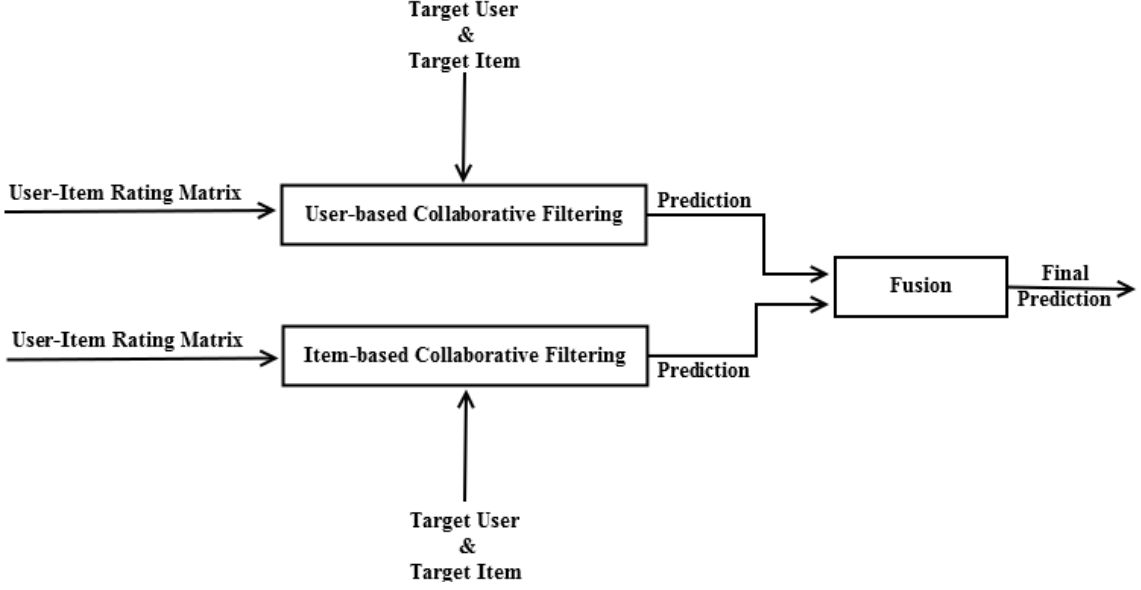 Target User
&
Target Item
User-Item Rating Matrix
User-based Collaborative Filtering
Prediction
Fusion
Final
Prediction
User-Item Rating Matrix
Item-based Collaborative Filtering
Prediction
Target User
&
Target Item